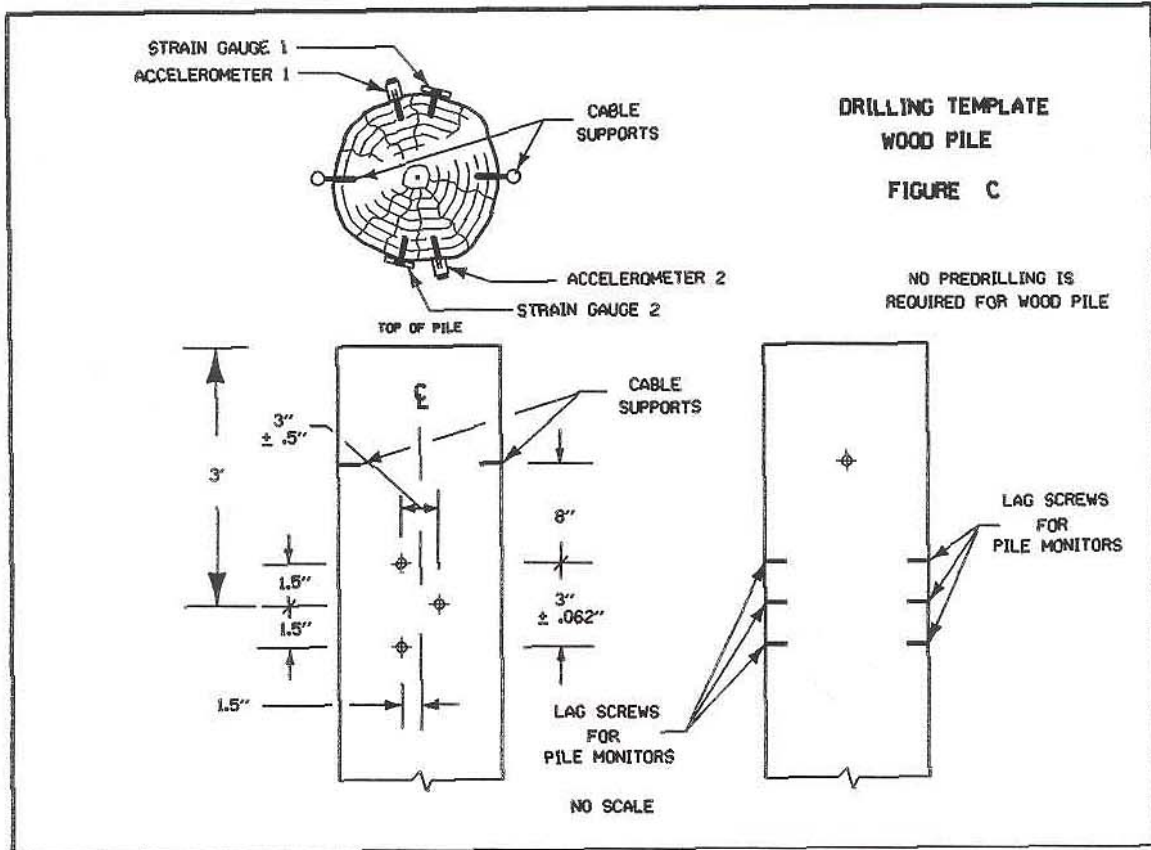 STRAIN GAUGE 1
ACCELEROMETER 1
CABLE
SUPPORTS
DRILLING TEMPLATE
WOOD PILE
FIGURE C
ACCELEROMETER 2
STRAIN GAUGE 2
NO PREDRILLING IS
REQUIRED FOR WOOD PILE
TOP OF PILE
℄
CABLE
SUPPORTS
3"
± .5"
3'
8"
1.5"
1.5"
3"
± .062"
1.5"
LAG SCREWS
FOR
PILE MONITORS
LAG SCREWS
FOR
PILE MONITORS
NO SCALE